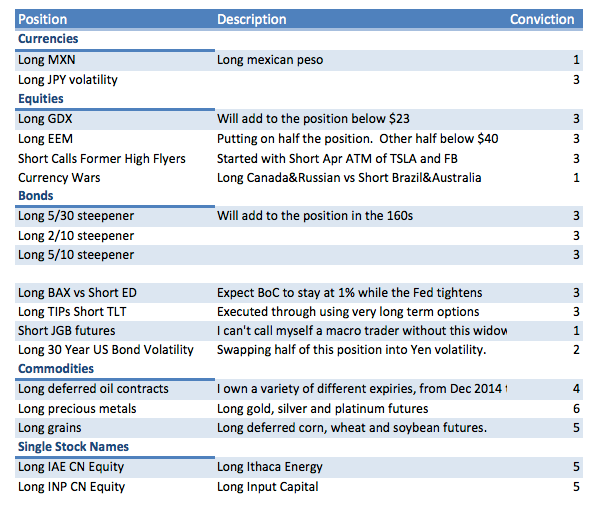 Position Description Conviction
Currencies
Long MXN Long mexican peso 1
Long JPY volatility 3
Equities
Long GDX Will add to the position below $23 3
Long EEM Putting on half the position. Other half below $40 3
Short Calls Former High Flyers Started with Short Apr ATM of TSLA and FB 3
Currency Wars Long Canada&Russian vs Short Brazil&Australia 1
Bonds
Long 5/30 steepener Will add to the position in the 160s 3
Long 2/10 steepener 3
Long 5/10 steepener 3
Long BAX vs Short ED Expect BoC to stay at 1% while the Fed tightens 3
Long TIPs Short TLT Executed through using very long term options 3
Short JGB futures I can't call myself a macro trader without this widow 1
Long 30 Year US Bond Volatility Swapping half of this position into Yen volatility. 2
Commodities
Long deferred oil contracts I own a variety of different expiries, from Dec 2014 4
Long precious metals Long gold, silver and platinum futures 6
Long grains Long deferred corn, wheat and soybean futures. 5
Single Stock Names
Long IAE CN Equity Long Ithaca Energy 5
Long INP CN Equity Long Input Capital 5